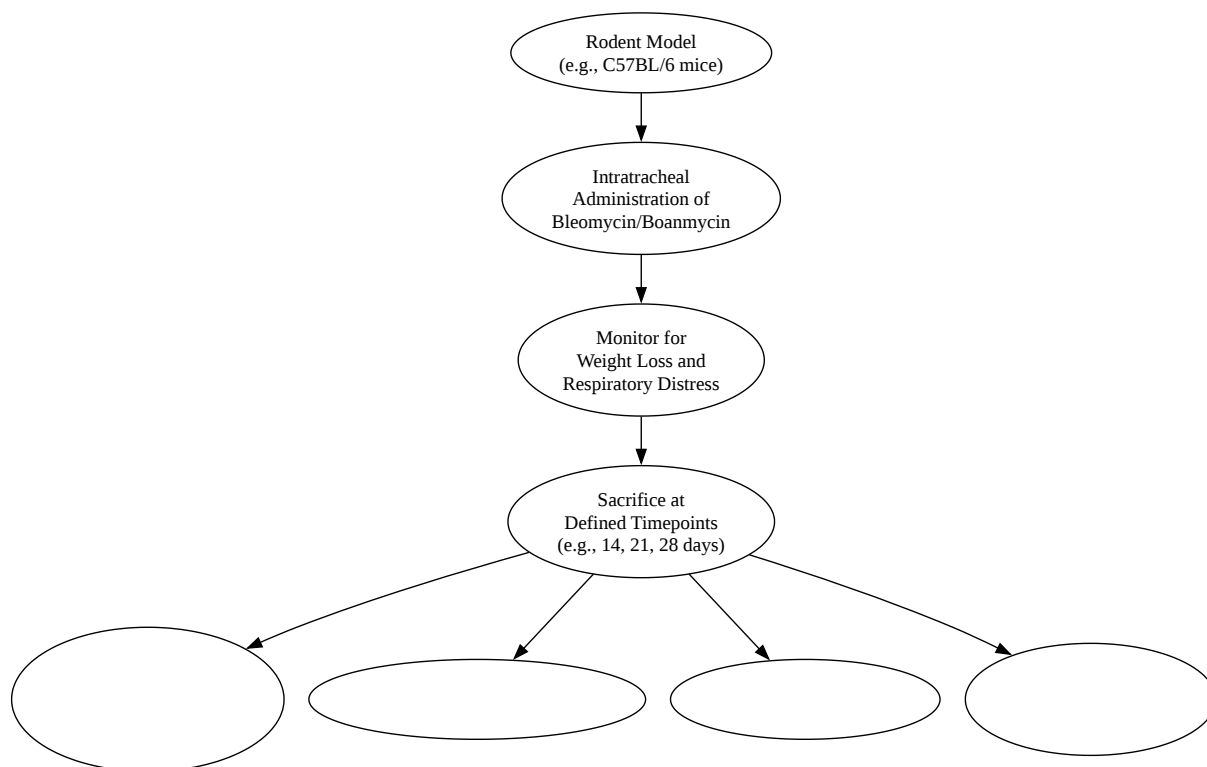 Rodent Model
(e.g., C57BL/6 mice)
Intratracheal
Administration of
Bleomycin/Boanmycin
Monitor for
Weight Loss and
Respiratory Distress
Sacrifice at
Defined Timepoints
(e.g., 14, 21, 28 days)